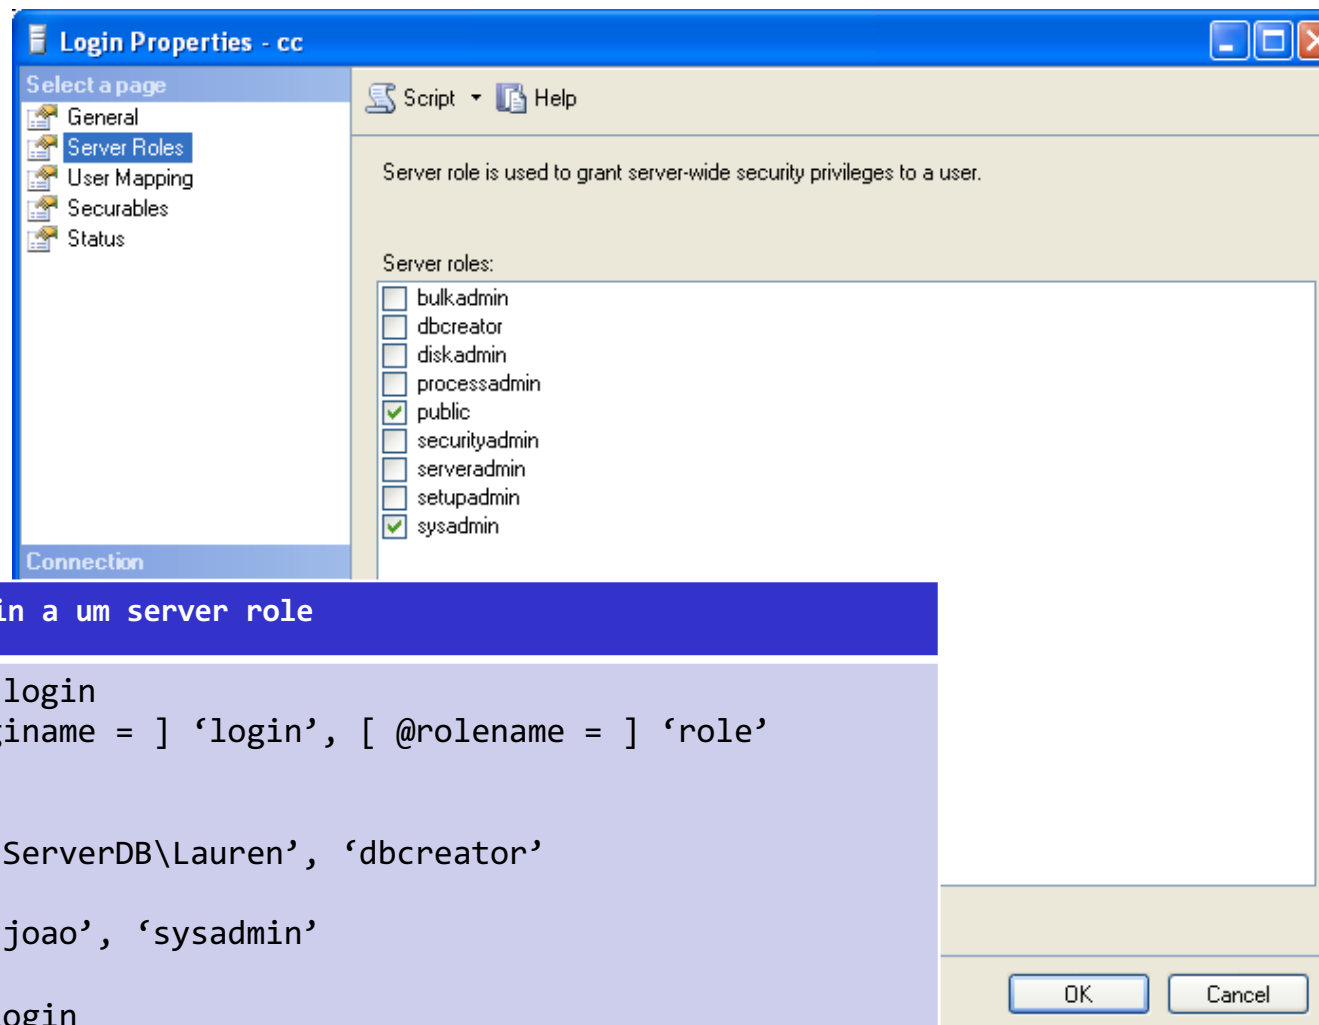 Login Properties - cc
Select a page
General
Server Roles
User Mapping
Securables
Status
Connection
Script
Help
Server role is used to grant server-wide security privileges to a user.
Server roles:
bulkadmin
dbcreator
diskadmin
processadmin
public
securityadmin
serveradmin
setupadmin
sysadmin
in a um server role
login
giname = ] ‘login’, [ @rolename = ] ‘role’
ServerDB\Lauren’, ‘dbcreator’
joao’, ‘sysadmin’
login
OK
Cancel